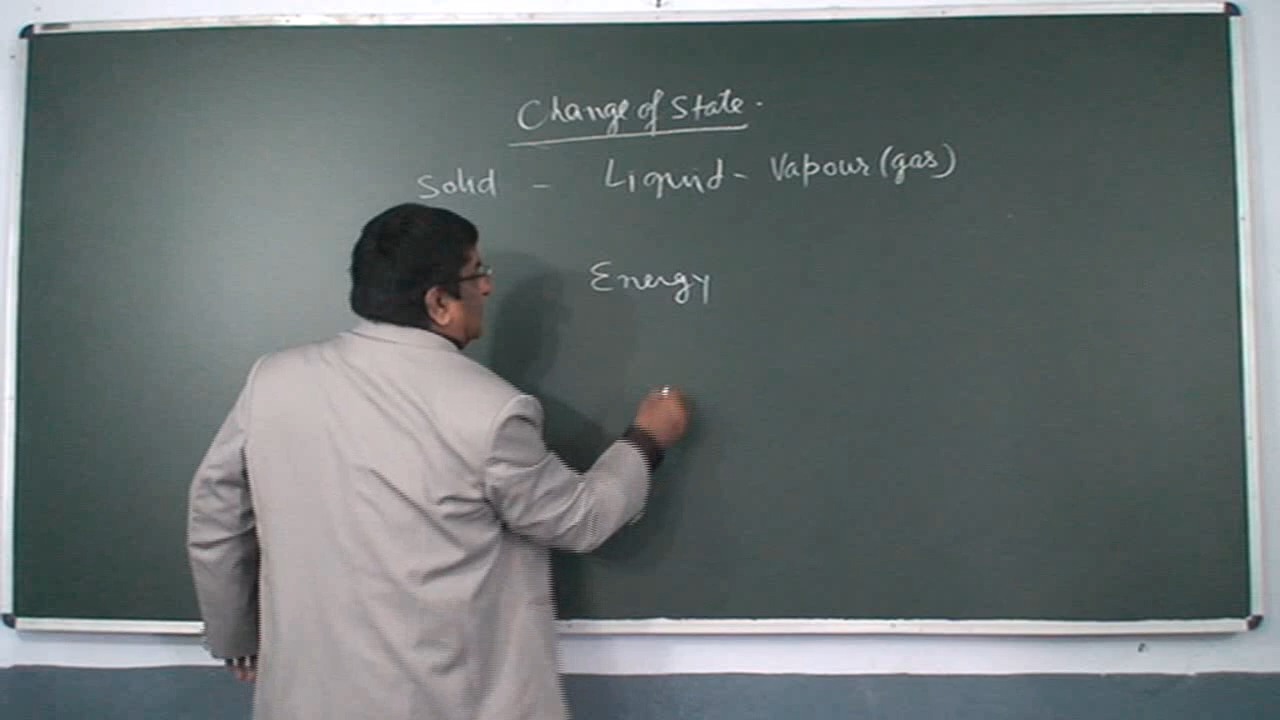 Change of State.
Solid - Liquid - Vapour (gas)
Energy